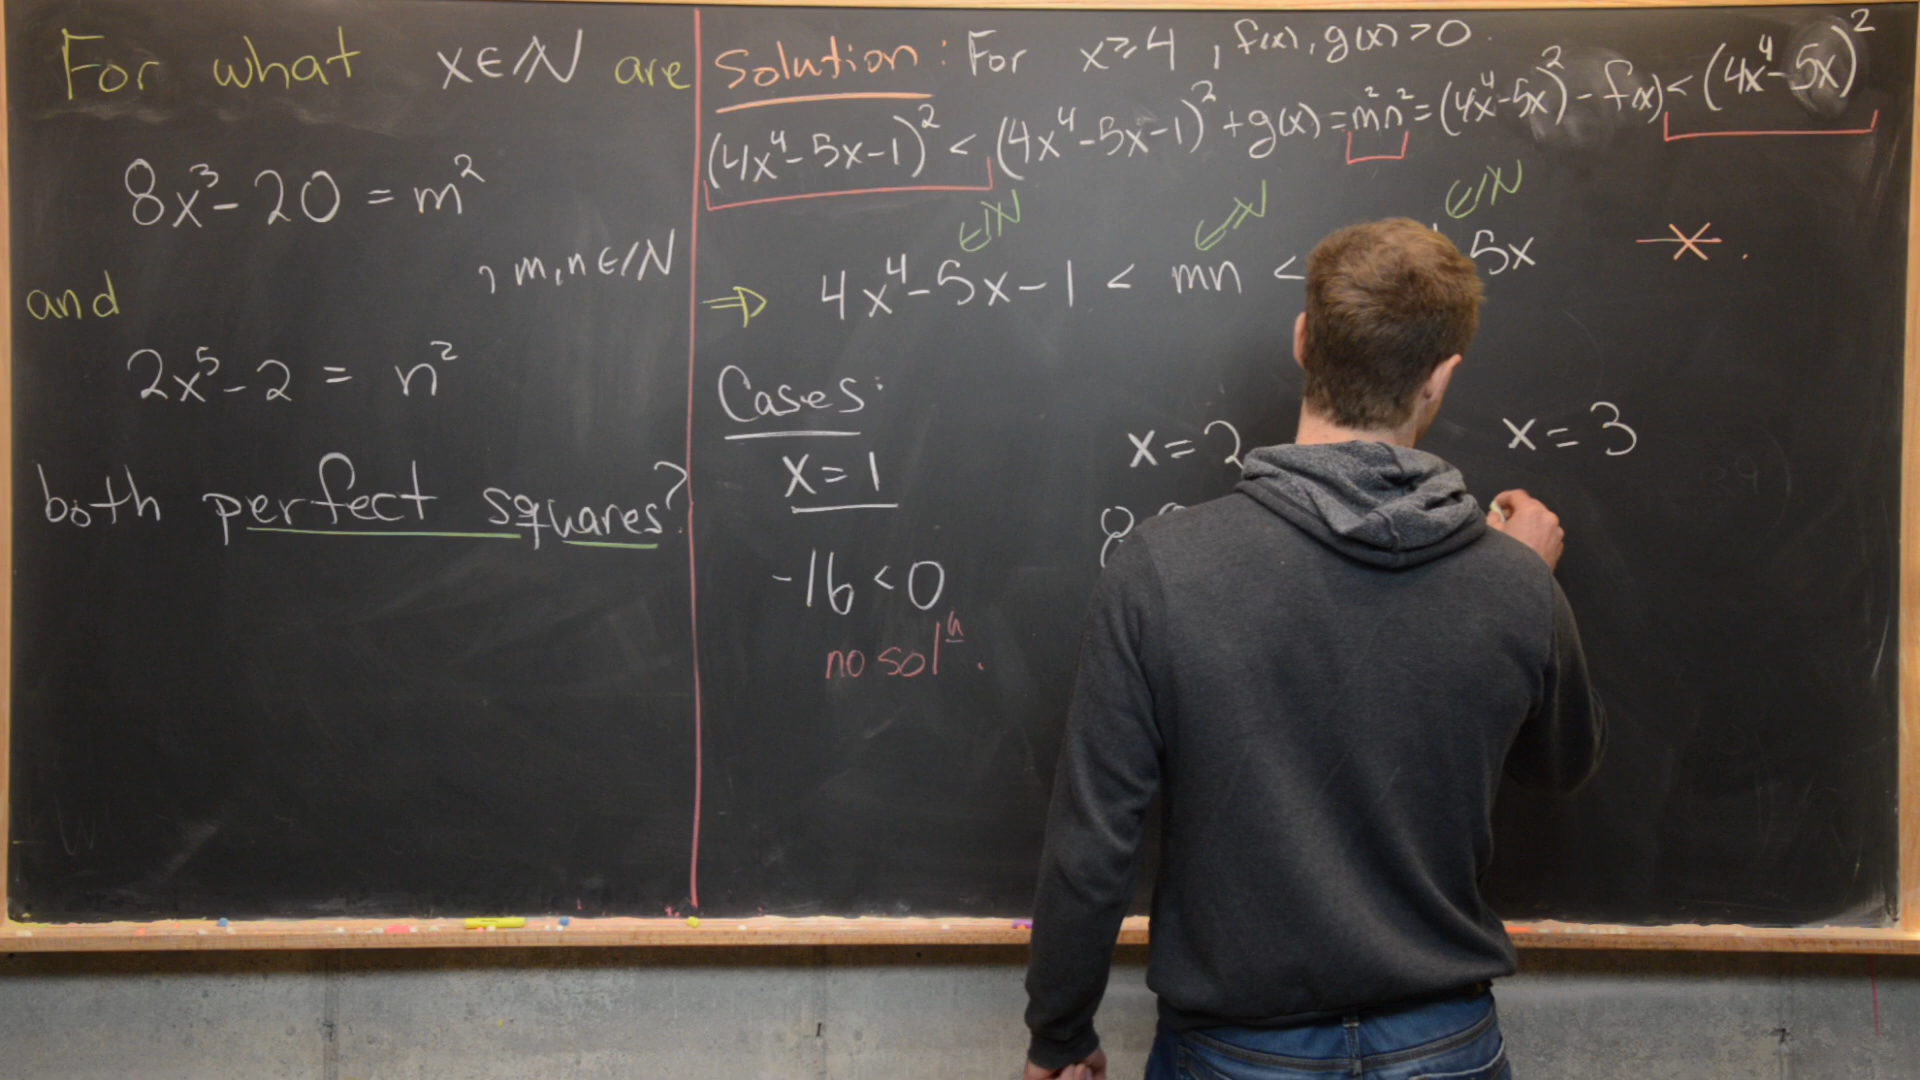 For what x∈ℕ are
8x³-20 = m²
, m,n∈ℕ
and
2x⁵-2 = n²
both perfect squares?
Solution: For x≥4, f(x), g(x)>0.
(4x⁴-5x-1)² < (4x⁴-5x-1)²+g(x)=m²n²=(4x⁴-5x)²-f(x)<(4x⁴-5x)²
∈ℕ ∈ℕ ∈ℕ
⇒ 4x⁴-5x-1 < mn < 5x
Cases:
x=1 x=2 x=3
8
-16<0
no solⁿ.